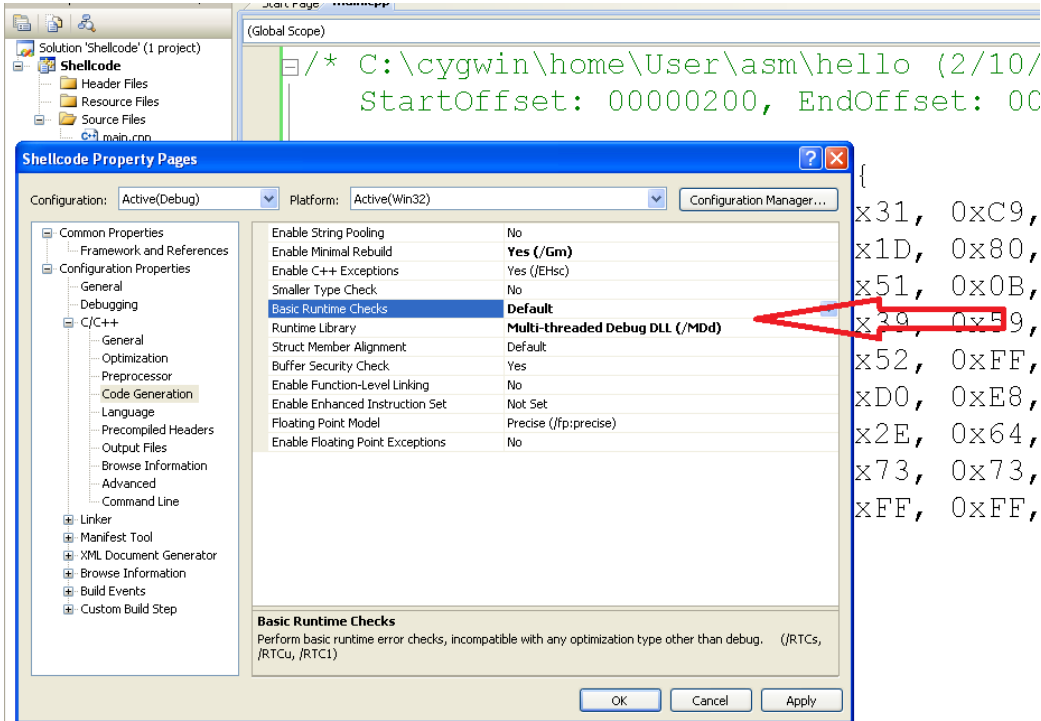 Start Page
main.cpp
(Global Scope)
Solution 'Shellcode' (1 project)
Shellcode
Header Files
Resource Files
Source Files
main.cpp
/* C:\cygwin\home\User\asm\hello (2/10/
StartOffset: 00000200, EndOffset: 00
{
x31, 0xC9,
x1D, 0x80,
x51, 0x0B,
x39, 0x59,
x52, 0xFF,
xD0, 0xE8,
x2E, 0x64,
x73, 0x73,
xFF, 0xFF,
Shellcode Property Pages
Configuration: Active(Debug) Platform: Active(Win32) Configuration Manager...
Common Properties
Framework and References
Configuration Properties
General
Debugging
C/C++
General
Optimization
Preprocessor
Code Generation
Language
Precompiled Headers
Output Files
Browse Information
Advanced
Command Line
Linker
Manifest Tool
XML Document Generator
Browse Information
Build Events
Custom Build Step
Enable String Pooling No
Enable Minimal Rebuild Yes (/Gm)
Enable C++ Exceptions Yes (/EHsc)
Smaller Type Check No
Basic Runtime Checks Default
Runtime Library Multi-threaded Debug DLL (/MDd)
Struct Member Alignment Default
Buffer Security Check Yes
Enable Function-Level Linking No
Enable Enhanced Instruction Set Not Set
Floating Point Model Precise (/fp:precise)
Enable Floating Point Exceptions No
Basic Runtime Checks
Perform basic runtime error checks, incompatible with any optimization type other than debug. (/RTCs,
/RTCu, /RTC1)
OK Cancel Apply